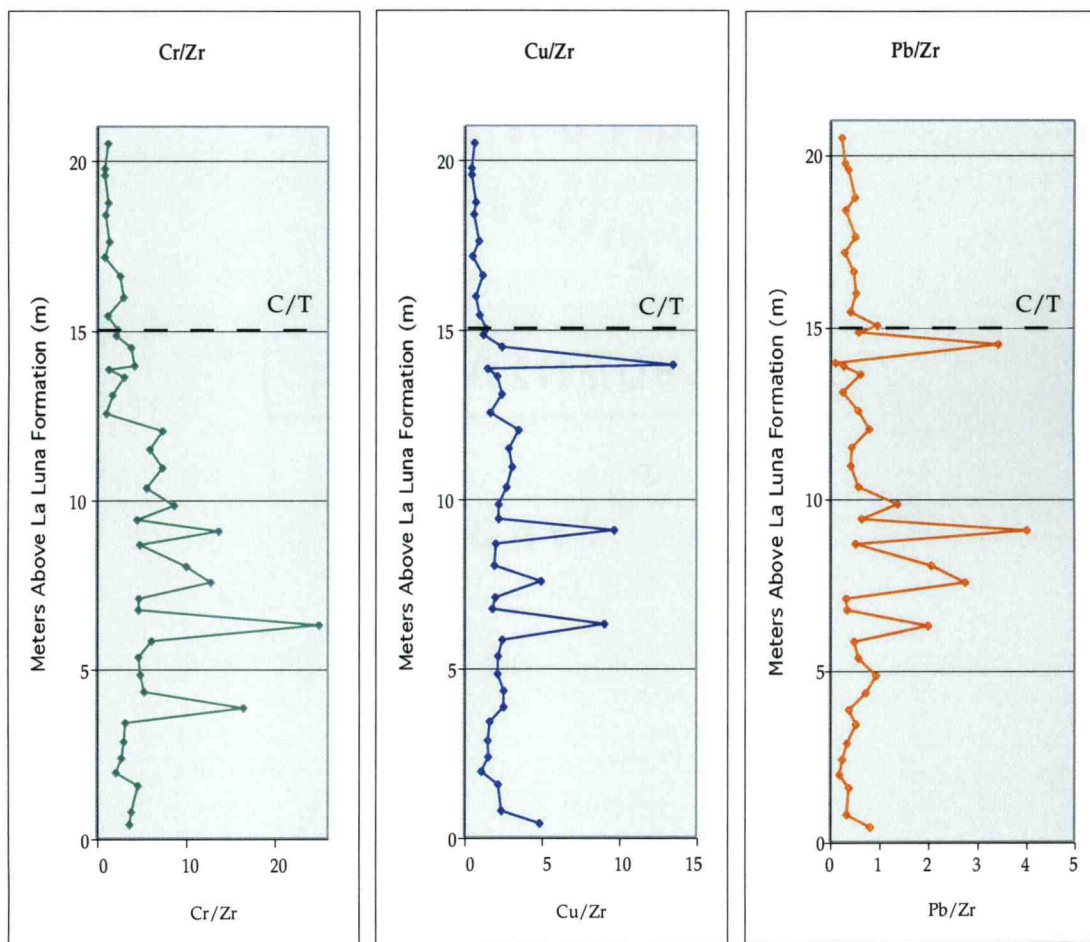 Cr/Zr
20
15
10
5
0
C/T
Meters Above La Luna Formation (m)
0 10 20
Cr/Zr
Cu/Zr
20
15
10
5
0
C/T
Meters Above La Luna Formation (m)
0 5 10 15
Cu/Zr
Pb/Zr
20
15
10
5
0
C/T
Meters Above La Luna Formation (m)
0 1 2 3 4 5
Pb/Zr